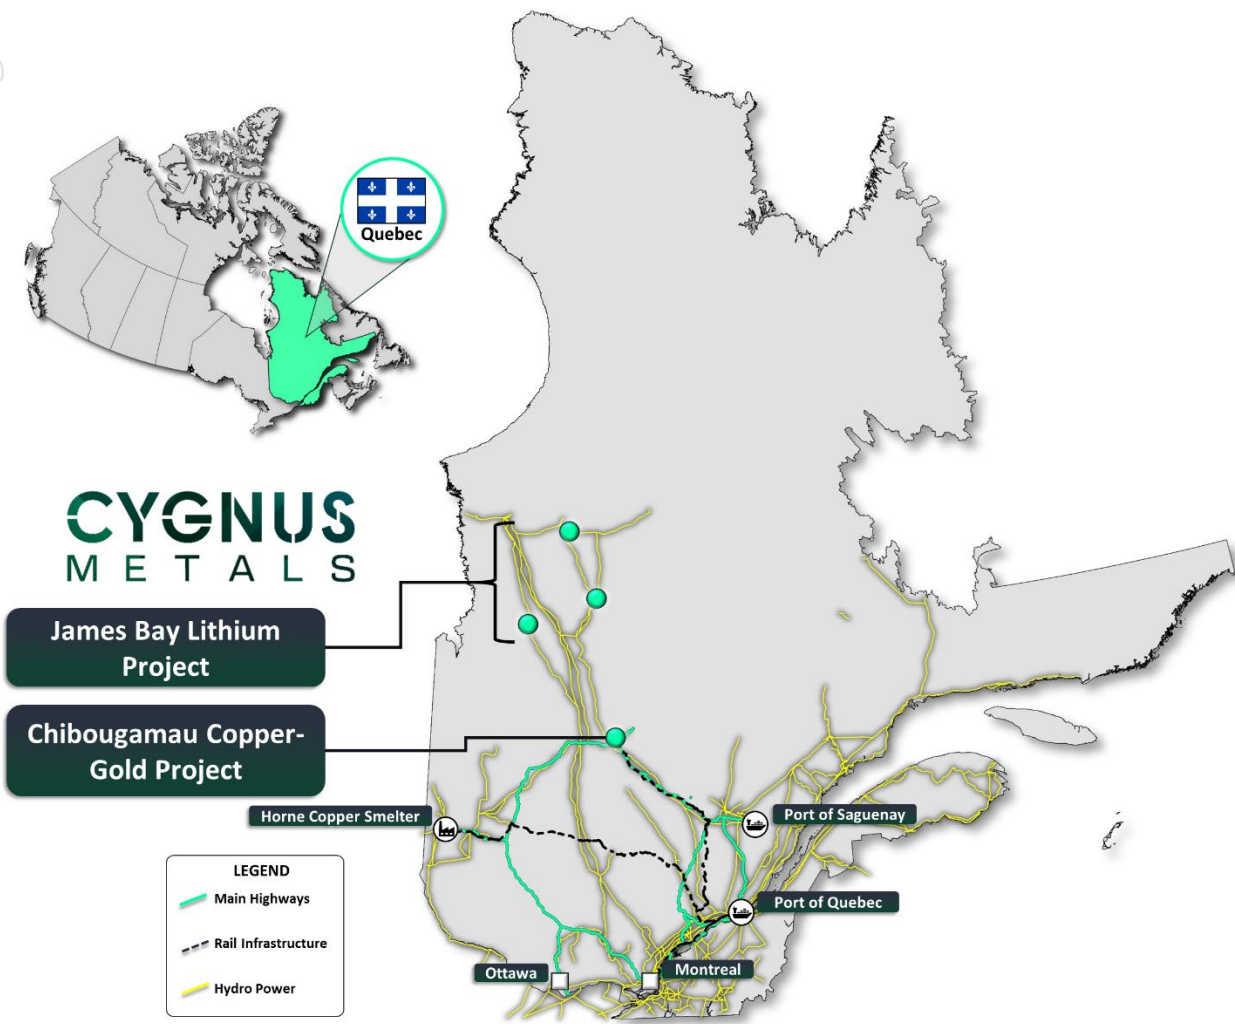 Quebec
CYGNUS
METALS
James Bay Lithium
Project
Chibougamau Copper-
Gold Project
Horne Copper Smelter
Port of Saguenay
LEGEND
Main Highways
Rail Infrastructure
Hydro Power
Port of Quebec
Ottawa
Montreal